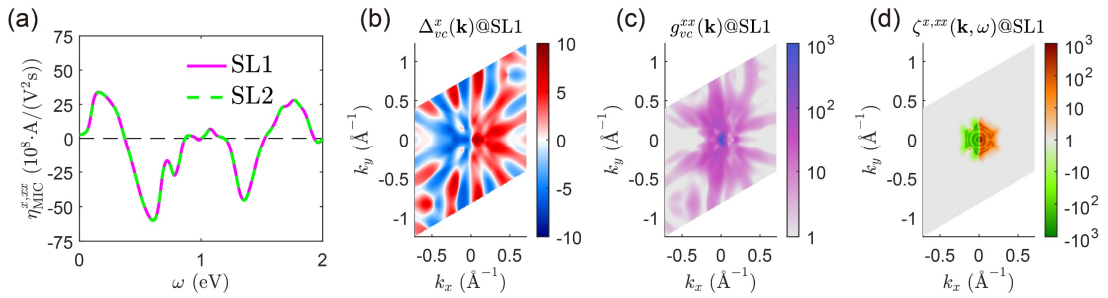 (a)
75
50
25
0
-25
-50
-75
η^{x,xx}_{MIC} (10^8·A/(V^2s))
SL1
SL2
0
1
2
ω (eV)
(b)
Δ^x_{vc}(k)@SL1
1
0.5
0
-0.5
-1
k_y (Å^{-1})
-0.5
0
0.5
k_x (Å^{-1})
10
5
0
-5
-10
(c)
g^{xx}_{vc}(k)@SL1
1
0.5
0
-0.5
-1
k_y (Å^{-1})
-0.5
0
0.5
k_x (Å^{-1})
10^3
10^2
10
1
(d)
ζ^{x,xx}(k,ω)@SL1
1
0.5
0
-0.5
-1
k_y (Å^{-1})
-0.5
0
0.5
k_x (Å^{-1})
10^3
10^2
10
1
-10
-10^2
-10^3